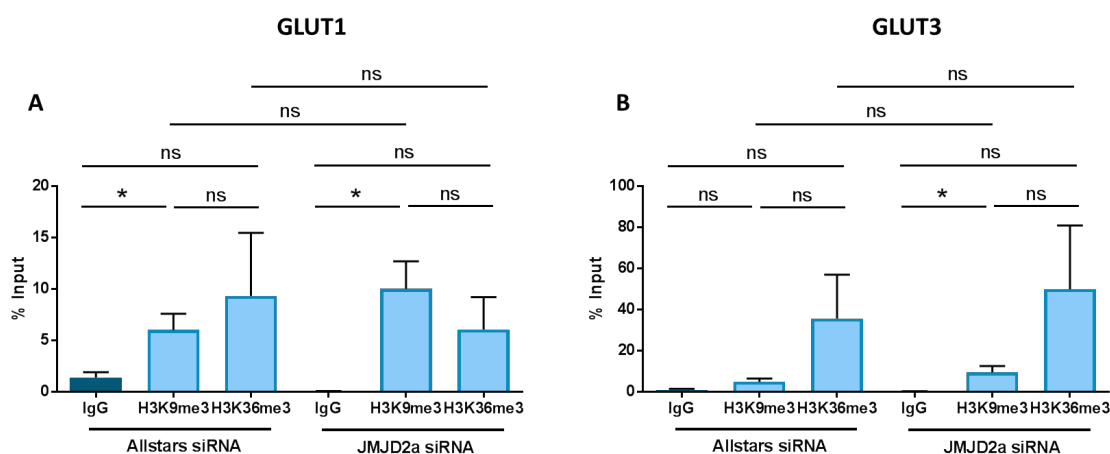 GLUT1
A
ns
ns
ns
ns
*
ns
*
ns
% Input
20
15
10
5
0
IgG
H3K9me3
H3K36me3
IgG
H3K9me3
H3K36me3
Allstars siRNA
JMJD2a siRNA
GLUT3
B
ns
ns
ns
ns
ns
ns
*
ns
% Input
100
80
60
40
20
0
IgG
H3K9me3
H3K36me3
IgG
H3K9me3
H3K36me3
Allstars siRNA
JMJD2a siRNA